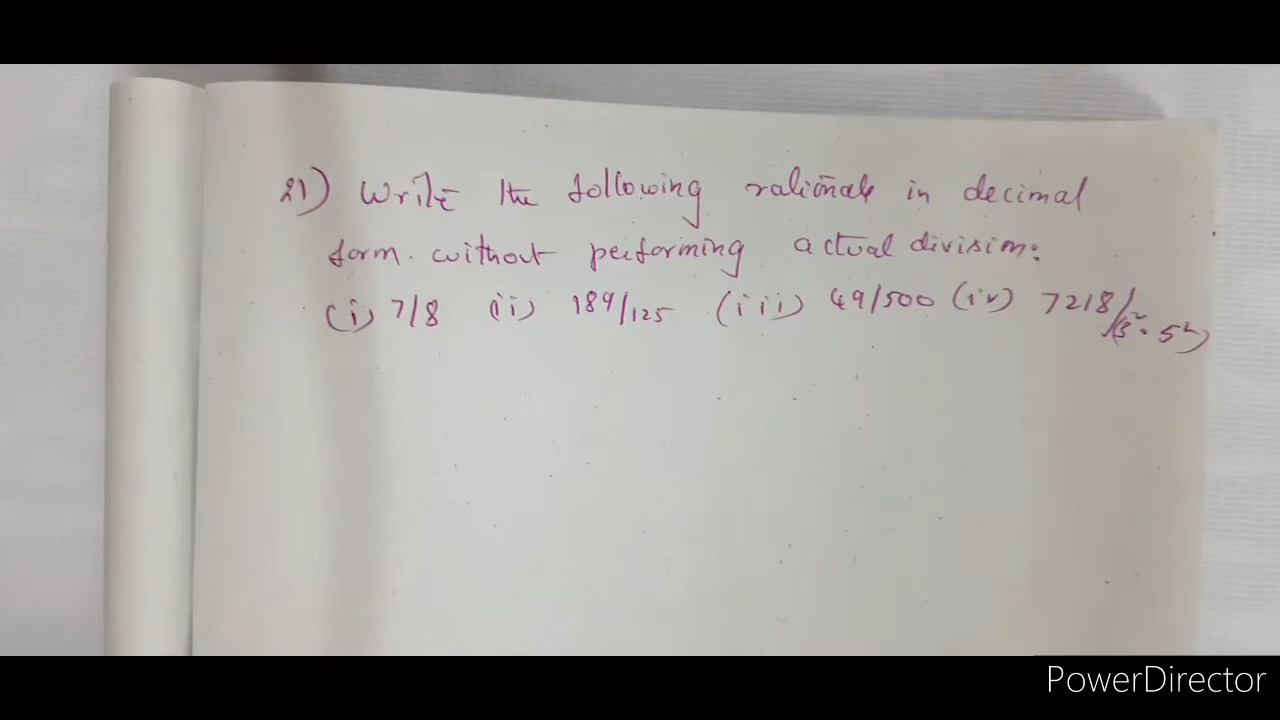 21) Write the following rationals in decimal
form. without performing actual division:
(i) 7/8 (ii) 189/125 (iii) 49/500 (iv) 7218/(3²·5²)
PowerDirector